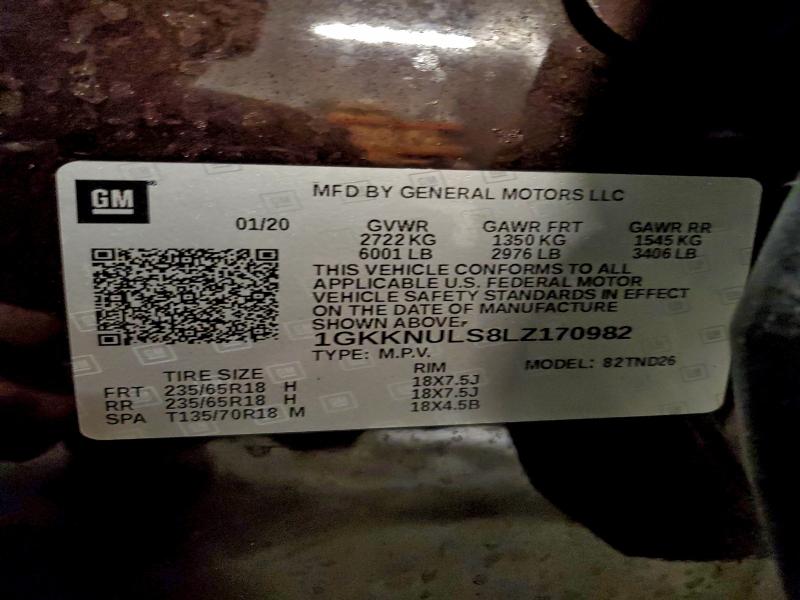 GM
MFD BY GENERAL MOTORS LLC
01/20 GVWR GAWR FRT GAWR RR
2722 KG 1350 KG 1545 KG
6001 LB 2976 LB 3406 LB
THIS VEHICLE CONFORMS TO ALL
APPLICABLE U.S. FEDERAL MOTOR
VEHICLE SAFETY STANDARDS IN EFFECT
ON THE DATE OF MANUFACTURE
SHOWN ABOVE.
1GKKNULS8LZ170982
TYPE: M.P.V. MODEL: 82TND26
TIRE SIZE RIM
FRT 235/65R18 H 18X7.5J
RR 235/65R18 H 18X7.5J
SPA T135/70R18 M 18X4.5B